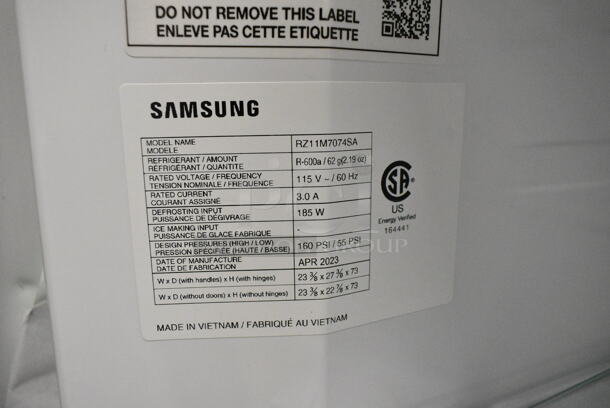 DO NOT REMOVE THIS LABEL
ENLEVE PAS CETTE ETIQUETTE
SAMSUNG
MODEL NAME
MODELE
RZ11M7074SA
REFRIGERANT / AMOUNT
RÉFRIGÉRANT / QUANTITE
R-600a / 62 g(2.19 oz)
RATED VOLTAGE / FREQUENCY
TENSION NOMINALE / FREQUENCE
115 V ~ / 60 Hz
RATED CURRENT
COURANT ASSIGNÉ
3.0 A
DEFROSTING INPUT
PUISSANCE DE DÉGIVRAGE
185 W
ICE MAKING INPUT
PUISSANCE DE GLACE FABRIQUE
-
DESIGN PRESSURES (HIGH / LOW)
PRESSION SPÉCIFIÉE (HAUTE / BASSE)
160 PSI / 55 PSI
DATE OF MANUFACTURE
DATE DE FABRICATION
APR 2023
W x D (with handles) x H (with hinges)
23 ⅜ x 27 ⅜ x 73
W x D (without doors) x H (without hinges)
23 ⅜ x 22 ⅞ x 73
MADE IN VIETNAM / FABRIQUÉ AU VIETNAM
SA
US
Energy Verified
164441
GROUP